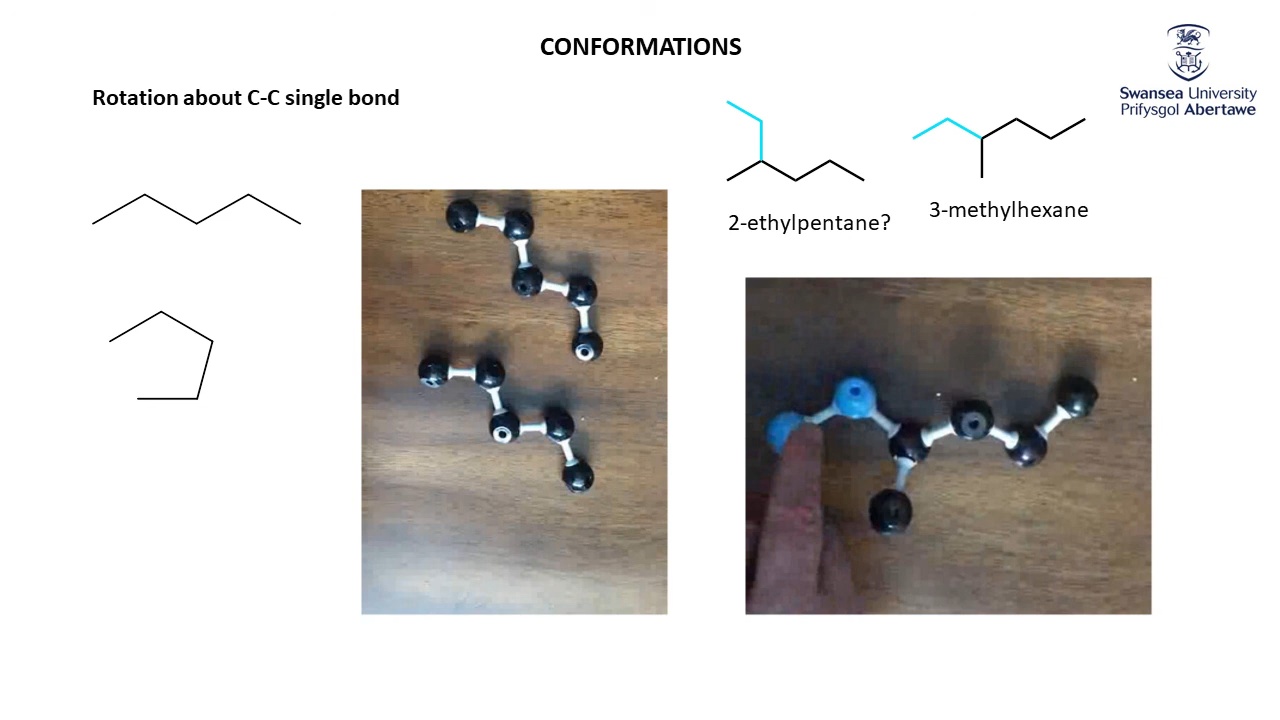 CONFORMATIONS
Rotation about C-C single bond
Swansea University
Prifysgol Abertawe
2-ethylpentane?
3-methylhexane